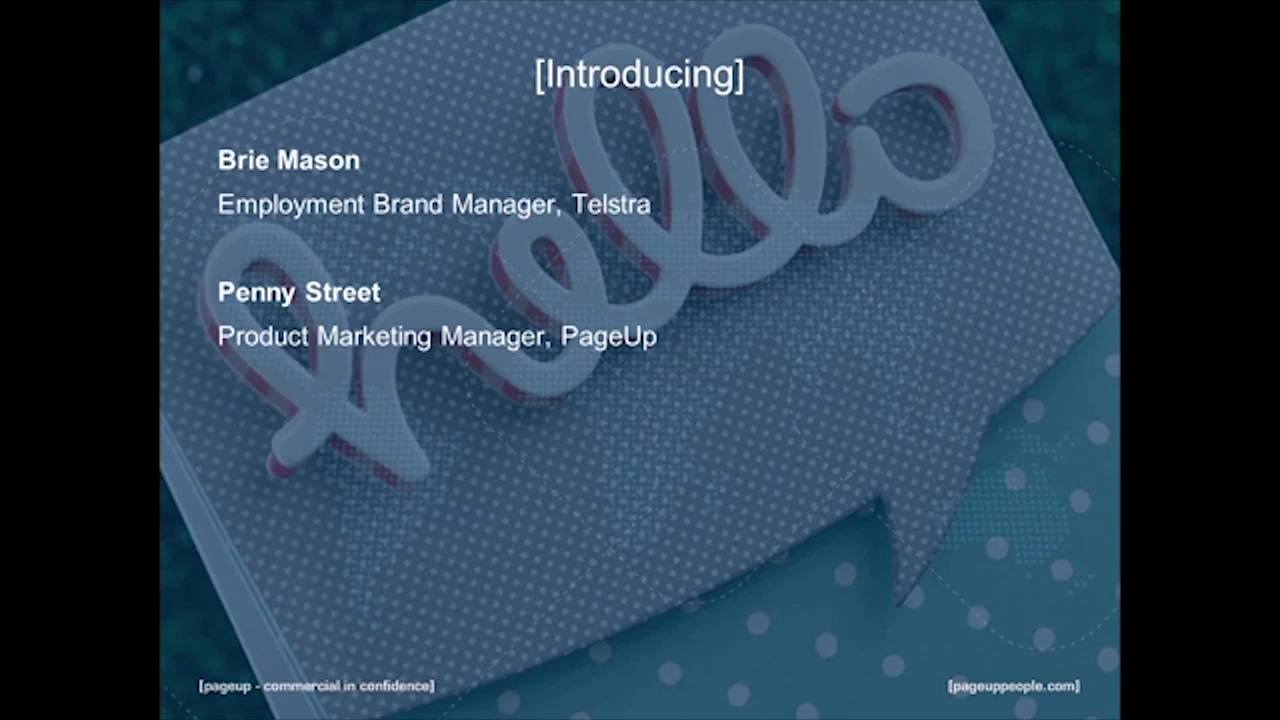 [Introducing]
hello
Brie Mason
Employment Brand Manager, Telstra
Penny Street
Product Marketing Manager, PageUp
[pageup - commercial in confidence]
[pageuppeople.com]